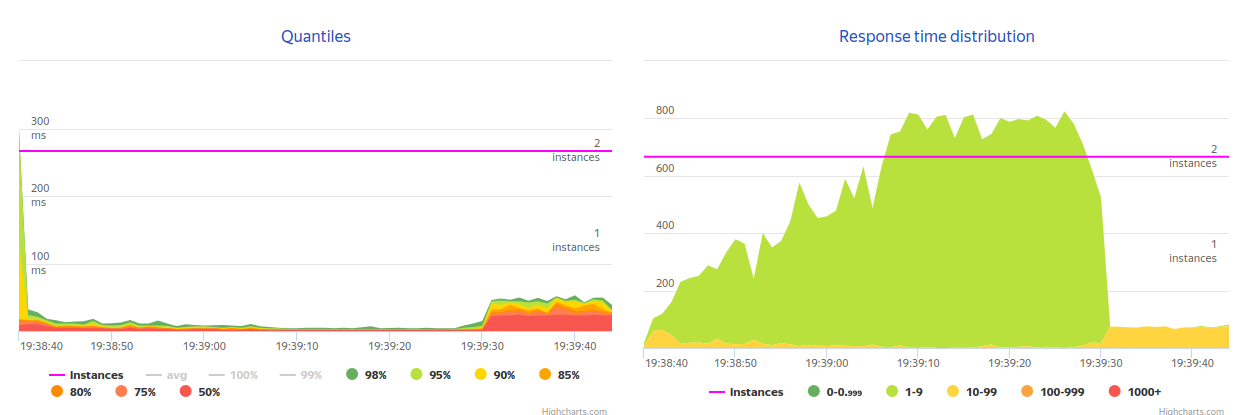 Quantiles
300
ms
2
instances
200
ms
1
instances
100
ms
19:38:40 19:38:50 19:39:00 19:39:10 19:39:20 19:39:30 19:39:40
Instances avg 100% 99% 98% 95% 90% 85%
80% 75% 50%
Highcharts.com
Response time distribution
800
2
instances
600
400
1
instances
200
19:38:40 19:38:50 19:39:00 19:39:10 19:39:20 19:39:30 19:39:40
Instances 0-0.999 1-9 10-99 100-999 1000+
Highcharts.com